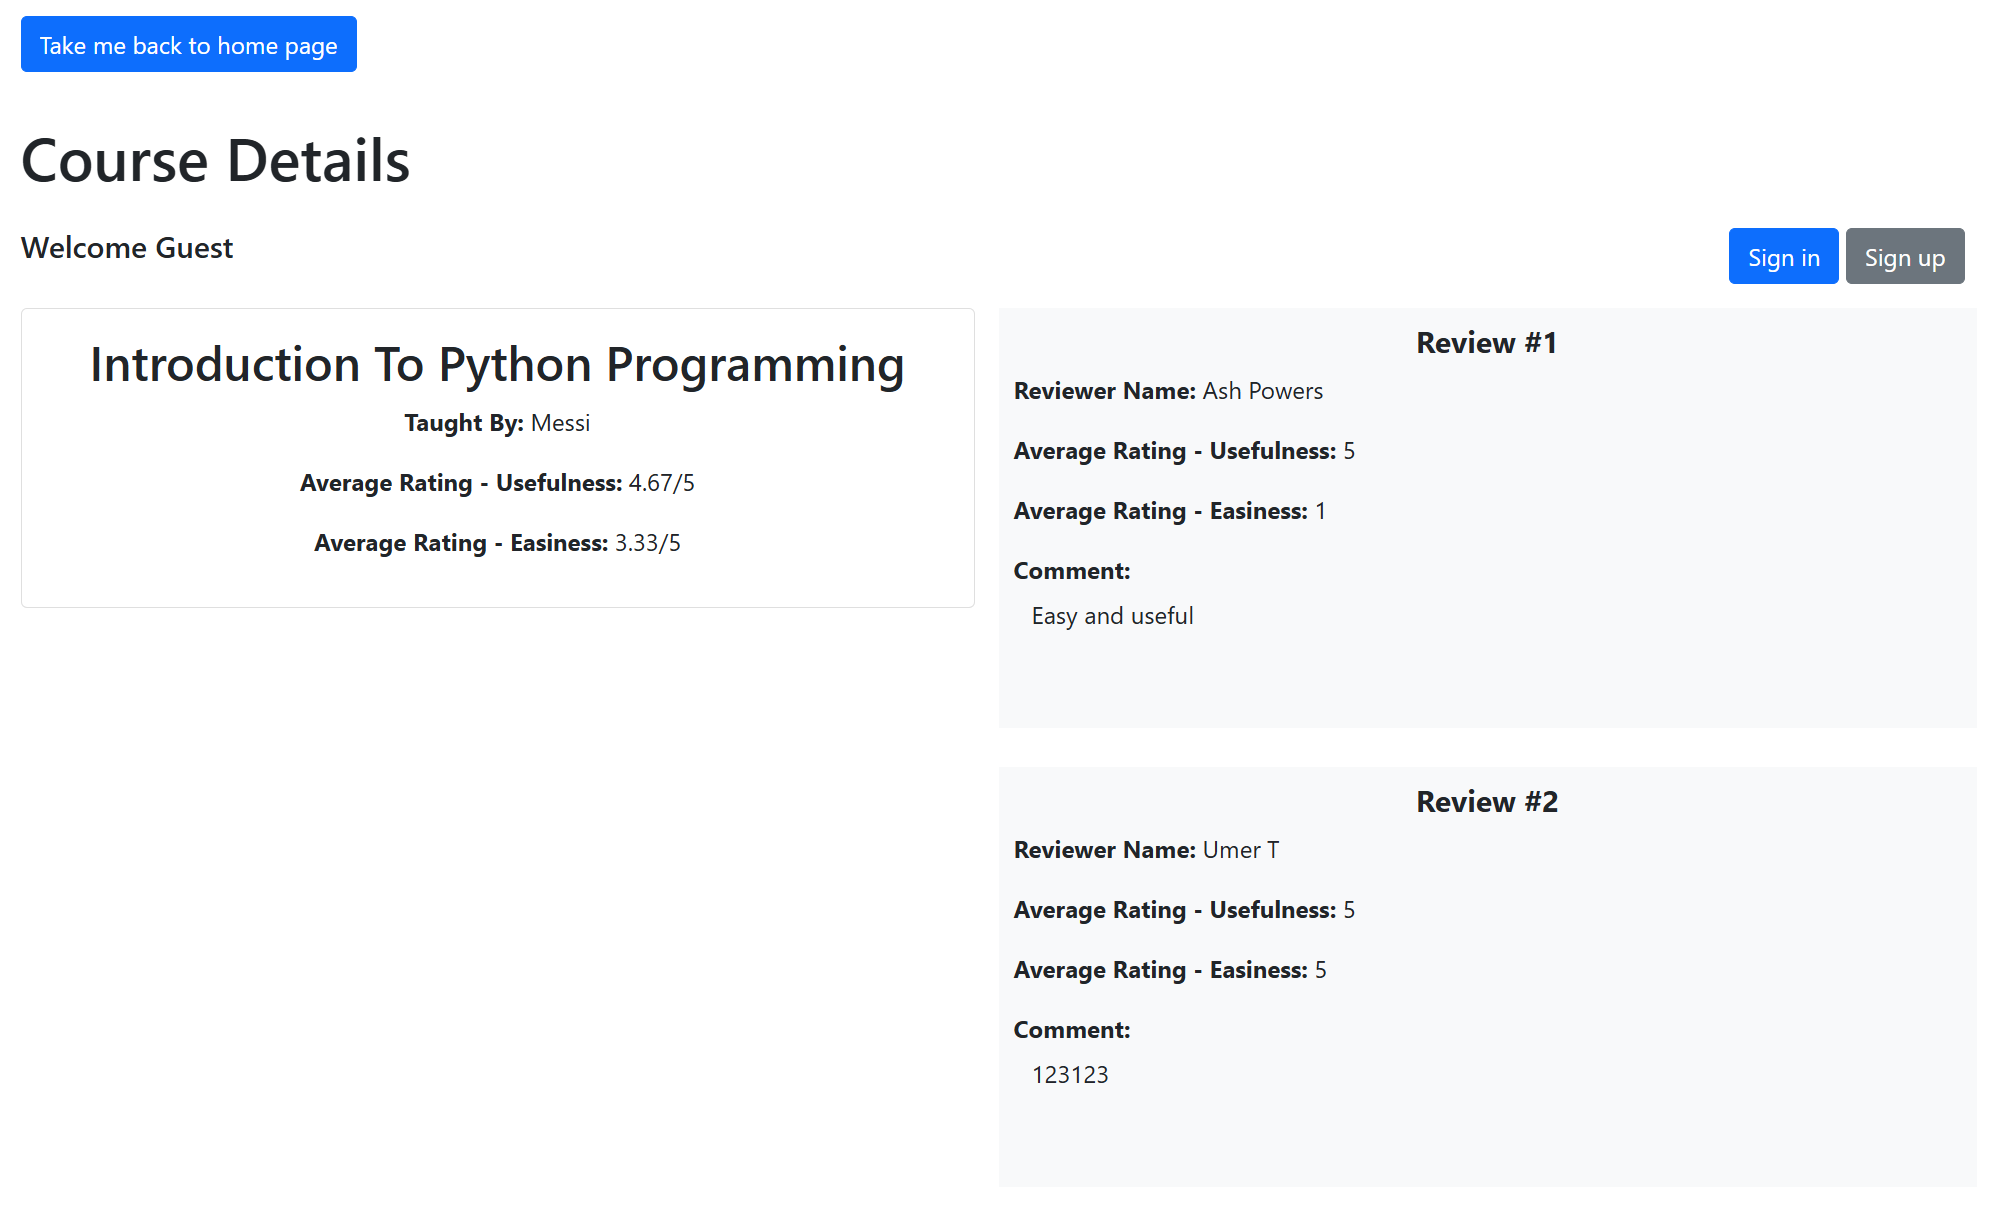 Take me back to home page
Course Details
Welcome Guest
Sign in
Sign up
Introduction To Python Programming
Taught By: Messi
Average Rating - Usefulness: 4.67/5
Average Rating - Easiness: 3.33/5
Review #1
Reviewer Name: Ash Powers
Average Rating - Usefulness: 5
Average Rating - Easiness: 1
Comment:
Easy and useful
Review #2
Reviewer Name: Umer T
Average Rating - Usefulness: 5
Average Rating - Easiness: 5
Comment:
123123